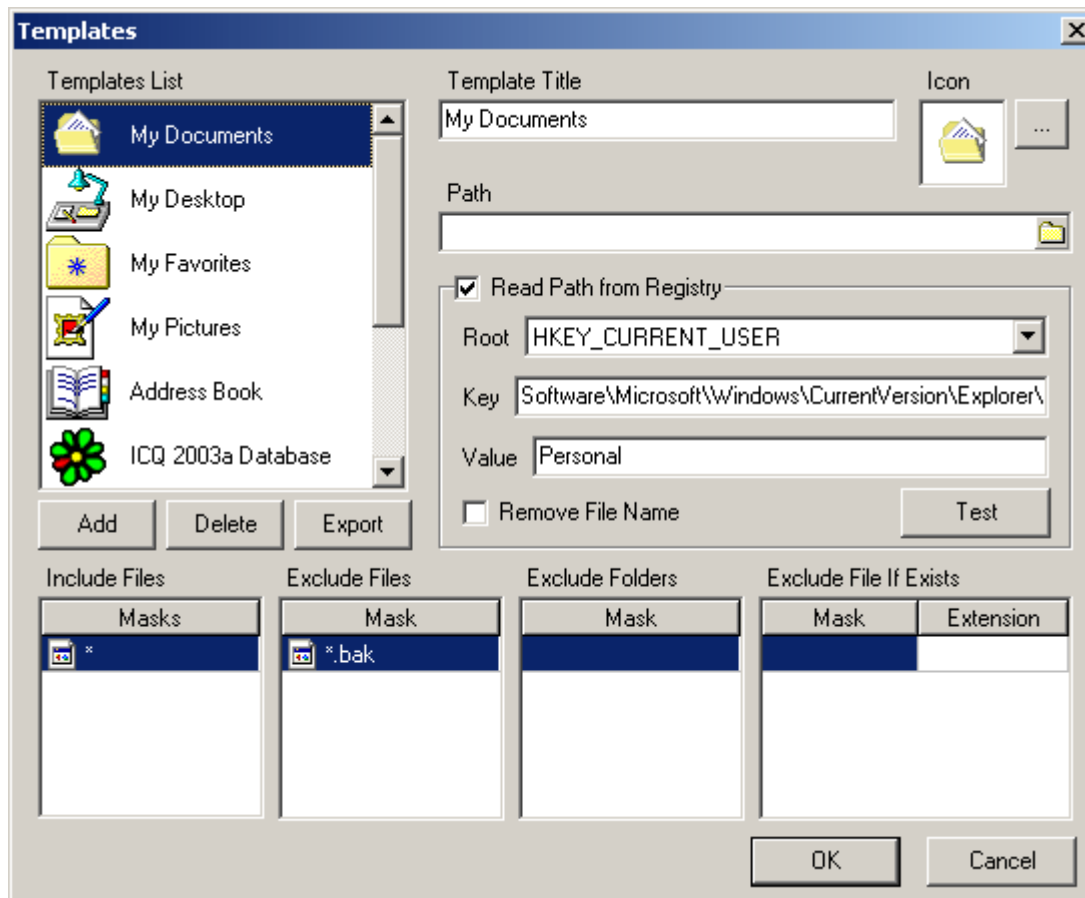 Templates
Templates List
My Documents
My Desktop
My Favorites
My Pictures
Address Book
ICQ 2003a Database
Add Delete Export
Template Title
My Documents
Icon
...
Path
Read Path from Registry
Root HKEY_CURRENT_USER
Key Software\Microsoft\Windows\CurrentVersion\Explorer\
Value Personal
Remove File Name Test
Include Files Exclude Files Exclude Folders Exclude File If Exists
Masks Mask Mask Mask Extension
* *.bak
OK Cancel